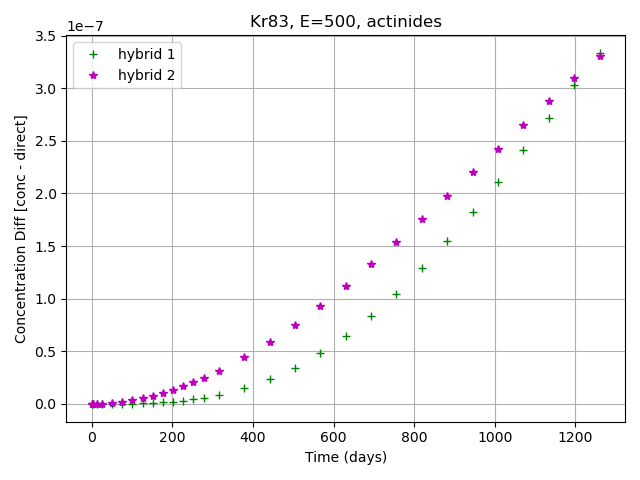 Kr83, E=500, actinides
1e−7
3.5
3.0
2.5
2.0
1.5
1.0
0.5
0.0
Concentration Diff [conc - direct]
hybrid 1
hybrid 2
0 200 400 600 800 1000 1200
Time (days)